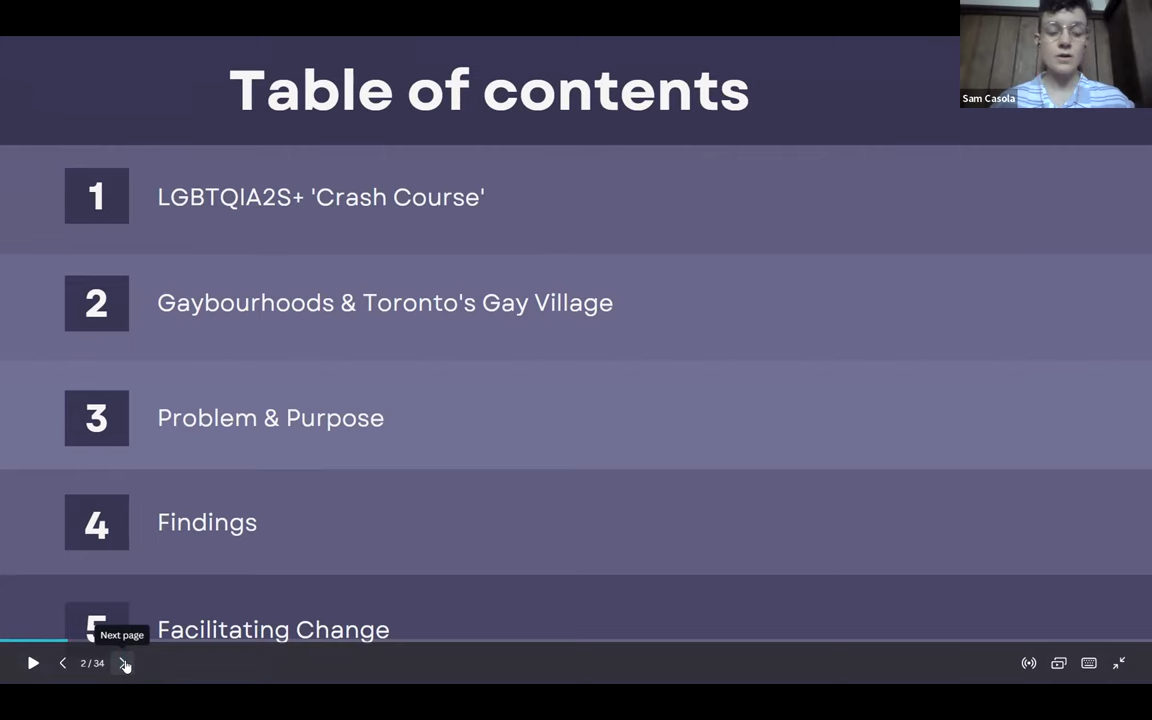 Table of contents
Sam Casola
1 LGBTQIA2S+ 'Crash Course'
2 Gaybourhoods & Toronto's Gay Village
3 Problem & Purpose
4 Findings
5 Facilitating Change
Next page
2 / 34